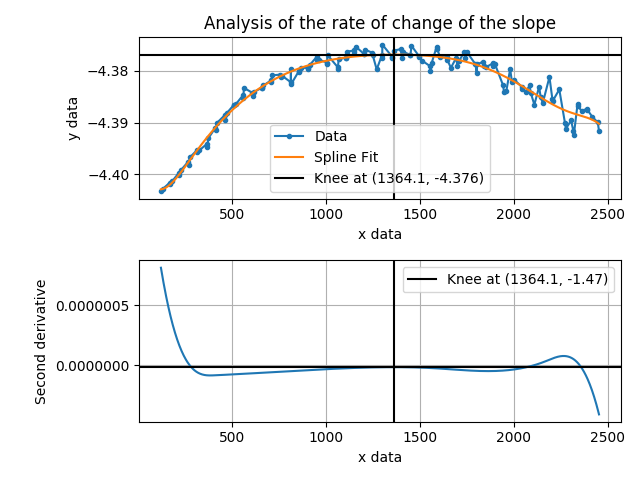 Analysis of the rate of change of the slope
−4.38
−4.39
−4.40
y data
Data
Spline Fit
Knee at (1364.1, -4.376)
500 1000 1500 2000 2500
x data
Knee at (1364.1, -1.47)
0.0000005
0.0000000
Second derivative
500 1000 1500 2000 2500
x data